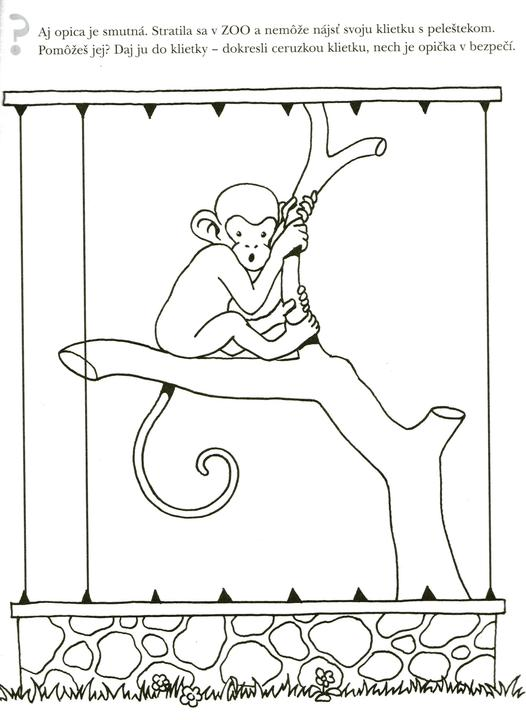 Aj opica je smutná. Stratila sa v ZOO a nemôže nájsť svoju klietku s peleštekom.
Pomôžeš jej? Daj ju do klietky – dokresli ceruzkou klietku, nech je opička v bezpečí.